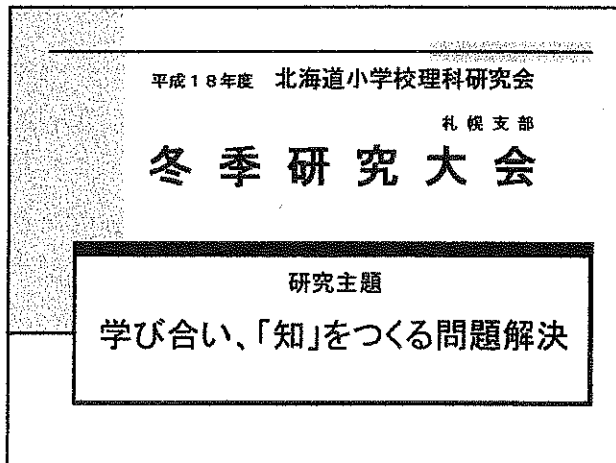 平成18年度 北海道小学校理科研究会
札幌支部
冬季研究大会
研究主題
学び合い、「知」をつくる問題解決